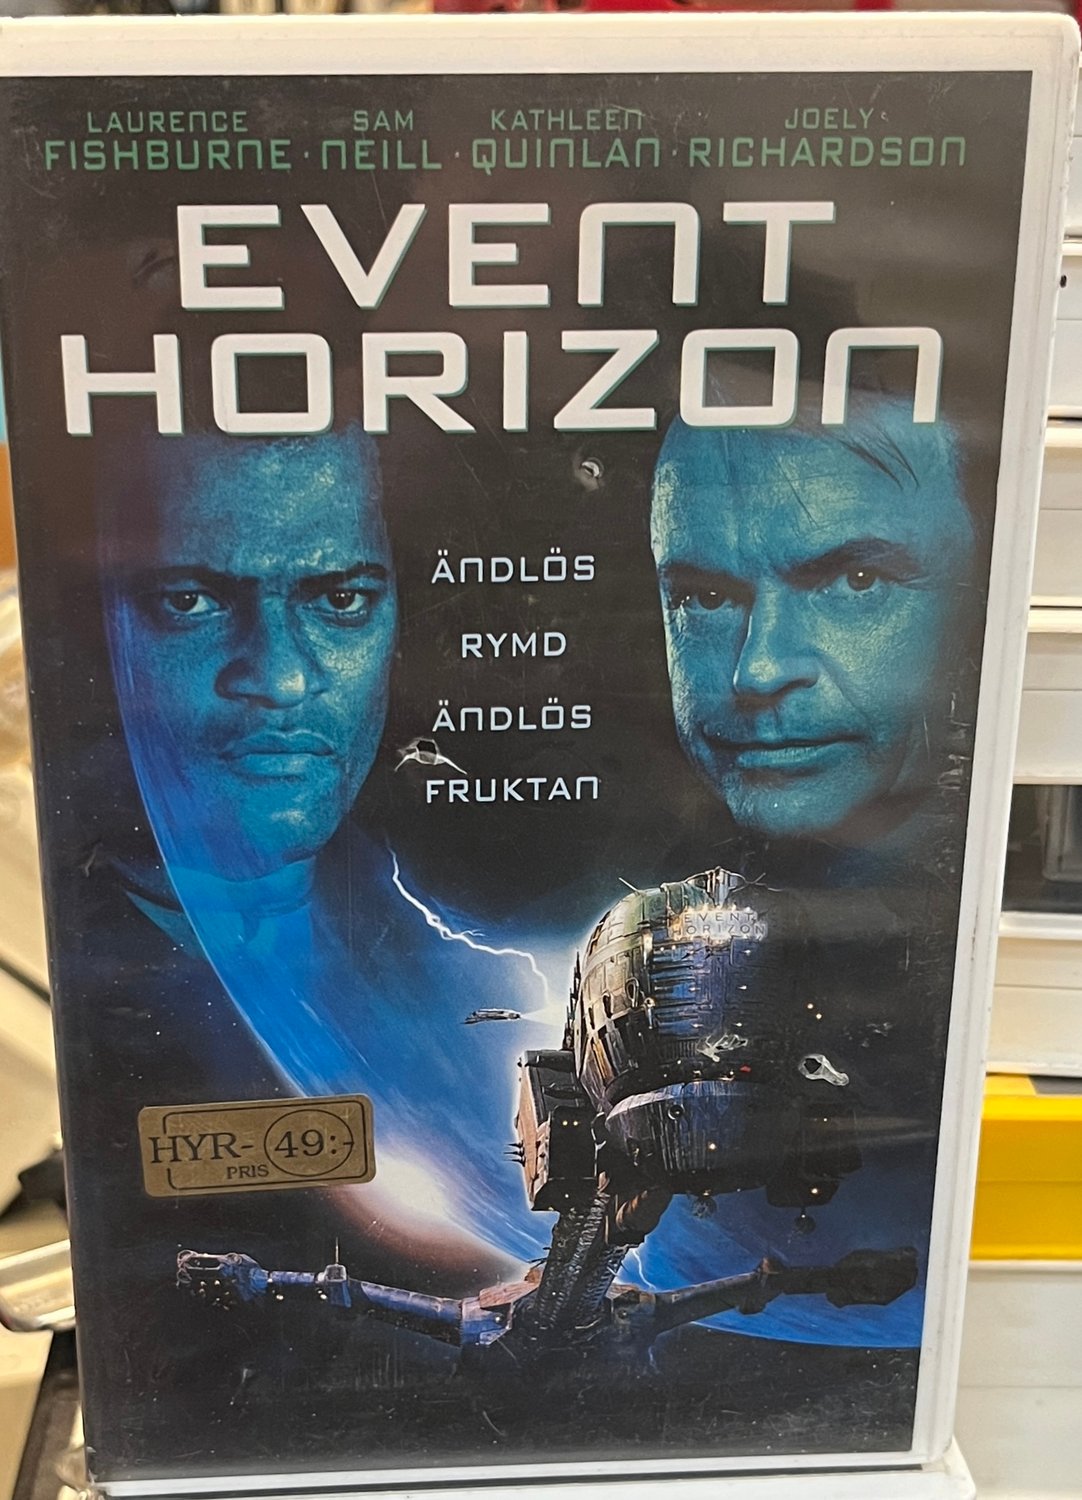 LAURENCE SAM KATHLEEN JOELY
FISHBURNE · NEILL · QUINLAN · RICHARDSON
EVENT
HORIZON
ÄNDLÖS
RYMD
ÄNDLÖS
FRUKTAN
EVENT
HORIZON
HYR- 49:-
PRIS